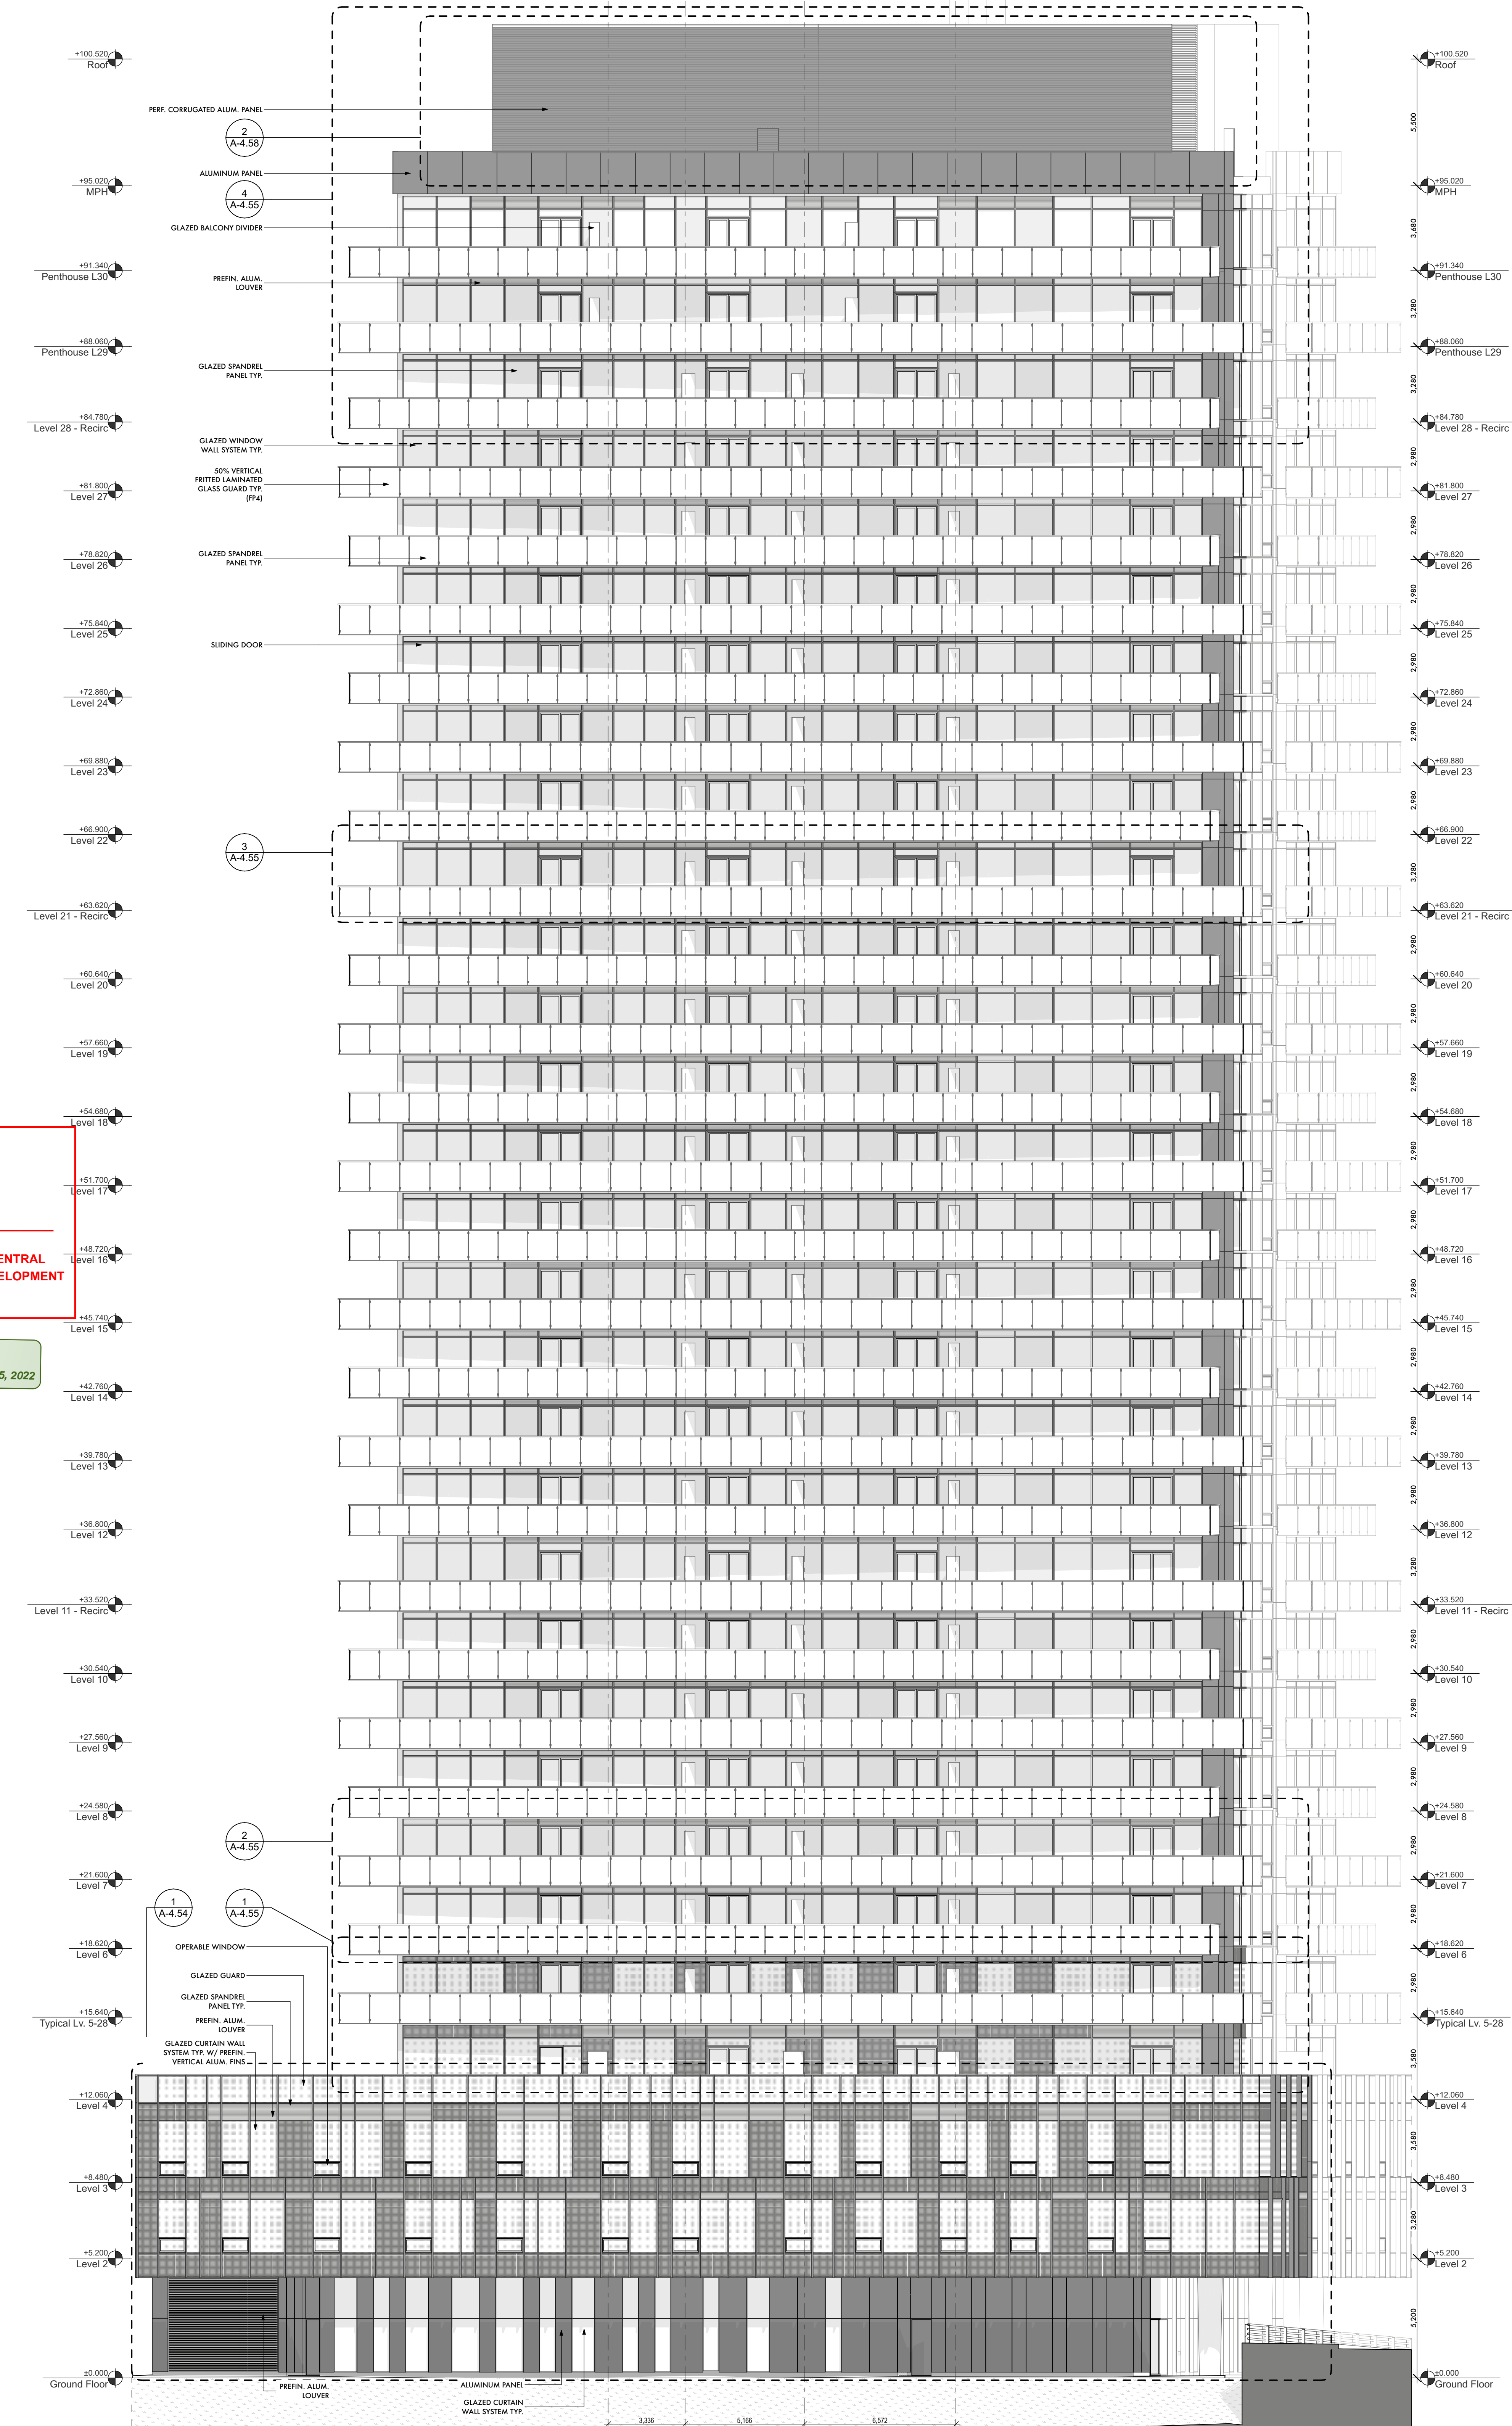 +100.520
Roof
PERF. CORRUGATED ALUM. PANEL
2
A-4.58
ALUMINUM PANEL
+95.020
MPH
4
A-4.55
GLAZED BALCONY DIVIDER
+91.340
Penthouse L30
PREFIN. ALUM.
LOUVER
+88.060
Penthouse L29
GLAZED SPANDREL
PANEL TYP.
+84.780
Level 28 - Recirc
GLAZED WINDOW
WALL SYSTEM TYP.
50% VERTICAL
FRITTED LAMINATED
GLASS GUARD TYP.
(FP4)
+81.800
Level 27
GLAZED SPANDREL
PANEL TYP.
+78.820
Level 26
+75.840
Level 25
SLIDING DOOR
+72.860
Level 24
+69.880
Level 23
+66.900
Level 22
3
A-4.55
+63.620
Level 21 - Recirc
+60.640
Level 20
+57.660
Level 19
+54.680
Level 18
+51.700
Level 17
+48.720
Level 16
ENTRAL
ELOPMENT
+45.740
Level 15
5, 2022
+42.760
Level 14
+39.780
Level 13
+36.800
Level 12
+33.520
Level 11 - Recirc
+30.540
Level 10
+27.560
Level 9
+24.580
Level 8
2
A-4.55
+21.600
Level 7
1
A-4.54
1
A-4.55
+18.620
Level 6
OPERABLE WINDOW
GLAZED GUARD
GLAZED SPANDREL
PANEL TYP.
+15.640
Typical Lv. 5-28
PREFIN. ALUM.
LOUVER
GLAZED CURTAIN WALL
SYSTEM TYP. W/ PREFIN.
VERTICAL ALUM. FINS
+12.060
Level 4
+8.480
Level 3
+5.200
Level 2
±0.000
Ground Floor
PREFIN. ALUM.
LOUVER
ALUMINUM PANEL
GLAZED CURTAIN
WALL SYSTEM TYP.
3,336
5,166
6,572
+100.520
Roof
5,500
+95.020
MPH
3,680
+91.340
Penthouse L30
3,280
+88.060
Penthouse L29
3,280
+84.780
Level 28 - Recirc
2,980
+81.800
Level 27
2,980
+78.820
Level 26
2,980
+75.840
Level 25
2,980
+72.860
Level 24
2,980
+69.880
Level 23
2,980
+66.900
Level 22
3,280
+63.620
Level 21 - Recirc
2,980
+60.640
Level 20
2,980
+57.660
Level 19
2,980
+54.680
Level 18
2,980
+51.700
Level 17
2,980
+48.720
Level 16
2,980
+45.740
Level 15
2,980
+42.760
Level 14
2,980
+39.780
Level 13
2,980
+36.800
Level 12
3,280
+33.520
Level 11 - Recirc
2,980
+30.540
Level 10
2,980
+27.560
Level 9
2,980
+24.580
Level 8
2,980
+21.600
Level 7
2,980
+18.620
Level 6
2,980
+15.640
Typical Lv. 5-28
3,580
+12.060
Level 4
3,580
+8.480
Level 3
3,280
+5.200
Level 2
5,200
±0.000
Ground Floor